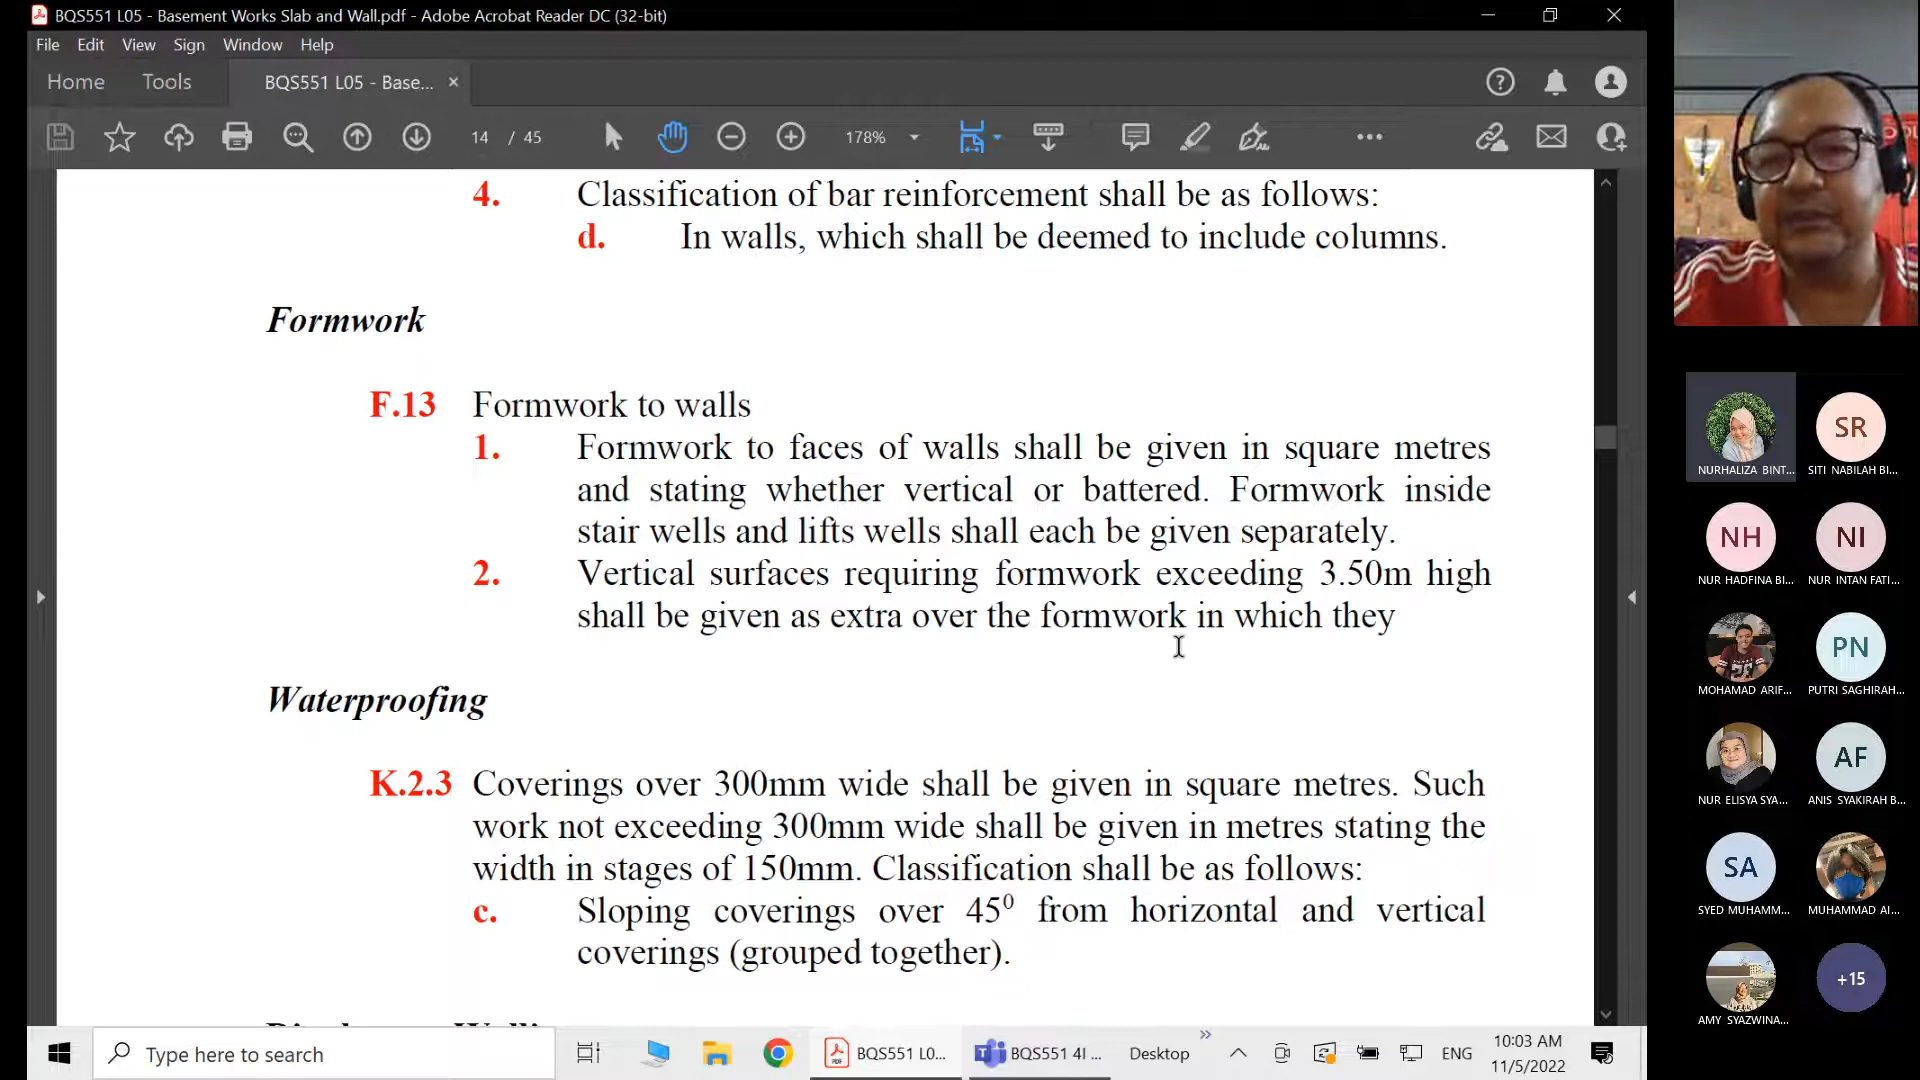 BQS551 L05 - Basement Works Slab and Wall.pdf - Adobe Acrobat Reader DC (32-bit)
File Edit View Sign Window Help
Home Tools BQS551 L05 - Base...
14 / 45 178%
4. Classification of bar reinforcement shall be as follows:
d. In walls, which shall be deemed to include columns.
Formwork
F.13 Formwork to walls
1. Formwork to faces of walls shall be given in square metres
and stating whether vertical or battered. Formwork inside
stair wells and lifts wells shall each be given separately.
2. Vertical surfaces requiring formwork exceeding 3.50m high
shall be given as extra over the formwork in which they
Waterproofing
K.2.3 Coverings over 300mm wide shall be given in square metres. Such
work not exceeding 300mm wide shall be given in metres stating the
width in stages of 150mm. Classification shall be as follows:
c. Sloping coverings over 45⁰ from horizontal and vertical
coverings (grouped together).
SR
NURHALIZA BINT... SITI NABILAH BI...
NH NI
NUR HADFINA BI... NUR INTAN FATI...
PN
MOHAMAD ARIF... PUTRI SAGHIRAH...
AF
NUR ELISYA SYA... ANIS SYAKIRAH B...
SA
SYED MUHAMM... MUHAMMAD AI...
+15
AMY SYAZWINA...
Type here to search
BQS551 L0... BQS551 4I ... Desktop ENG 10:03 AM
11/5/2022